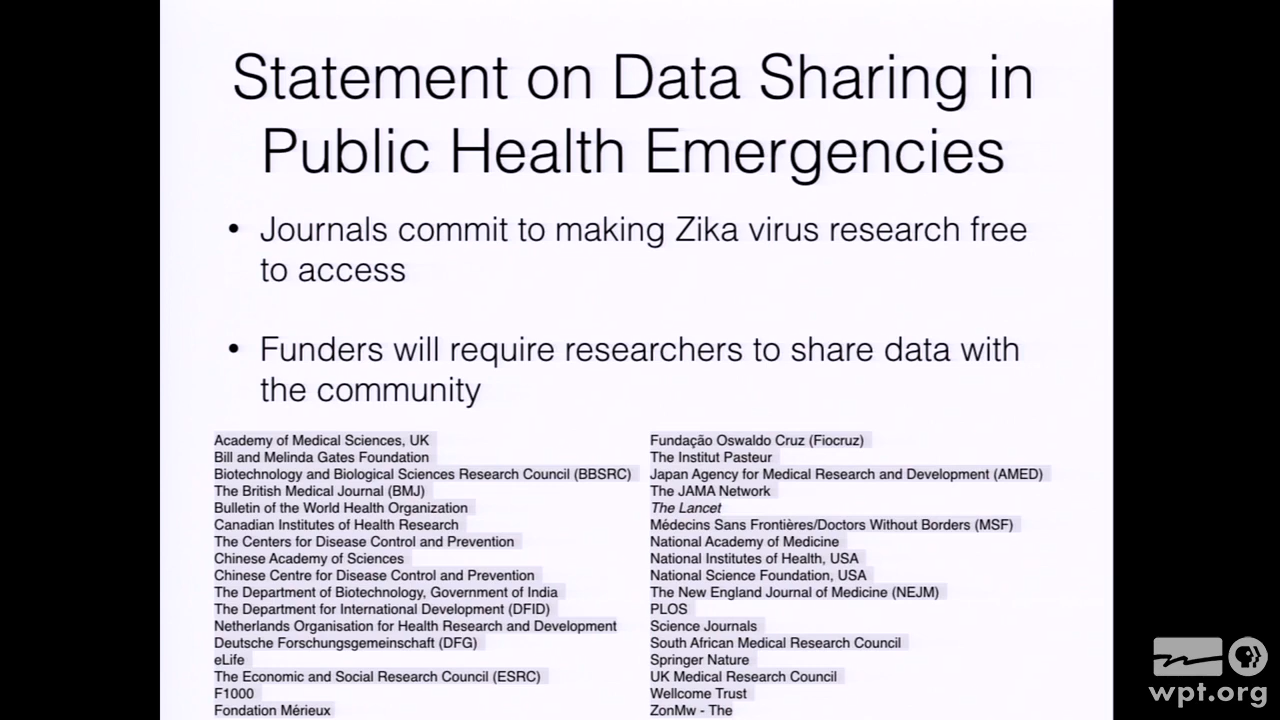 Statement on Data Sharing in
Public Health Emergencies
• Journals commit to making Zika virus research free
to access
• Funders will require researchers to share data with
the community
Academy of Medical Sciences, UK
Bill and Melinda Gates Foundation
Biotechnology and Biological Sciences Research Council (BBSRC)
The British Medical Journal (BMJ)
Bulletin of the World Health Organization
Canadian Institutes of Health Research
The Centers for Disease Control and Prevention
Chinese Academy of Sciences
Chinese Centre for Disease Control and Prevention
The Department of Biotechnology, Government of India
The Department for International Development (DFID)
Netherlands Organisation for Health Research and Development
Deutsche Forschungsgemeinschaft (DFG)
eLife
The Economic and Social Research Council (ESRC)
F1000
Fondation Mérieux
Fundação Oswaldo Cruz (Fiocruz)
The Institut Pasteur
Japan Agency for Medical Research and Development (AMED)
The JAMA Network
The Lancet
Médecins Sans Frontières/Doctors Without Borders (MSF)
National Academy of Medicine
National Institutes of Health, USA
National Science Foundation, USA
The New England Journal of Medicine (NEJM)
PLOS
Science Journals
South African Medical Research Council
Springer Nature
UK Medical Research Council
Wellcome Trust
ZonMw - The
wpt.org